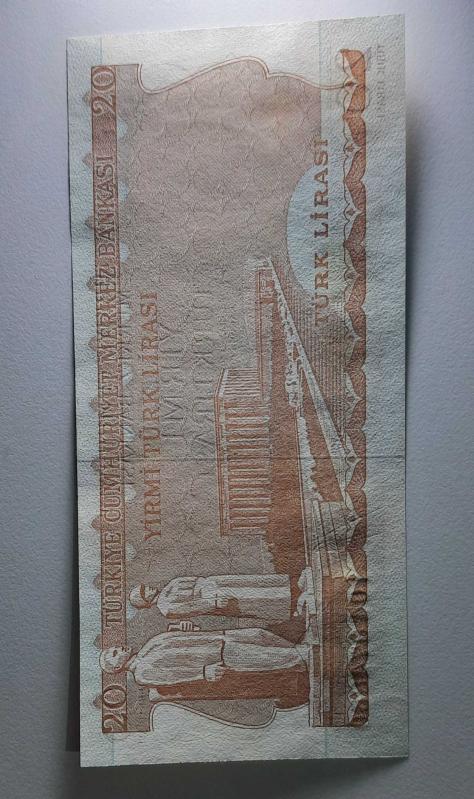 20 TÜRKİYE CUMHURİYET MERKEZ BANKASI 20
YİRMİ TÜRK LİRASI
TÜRK LİRASI